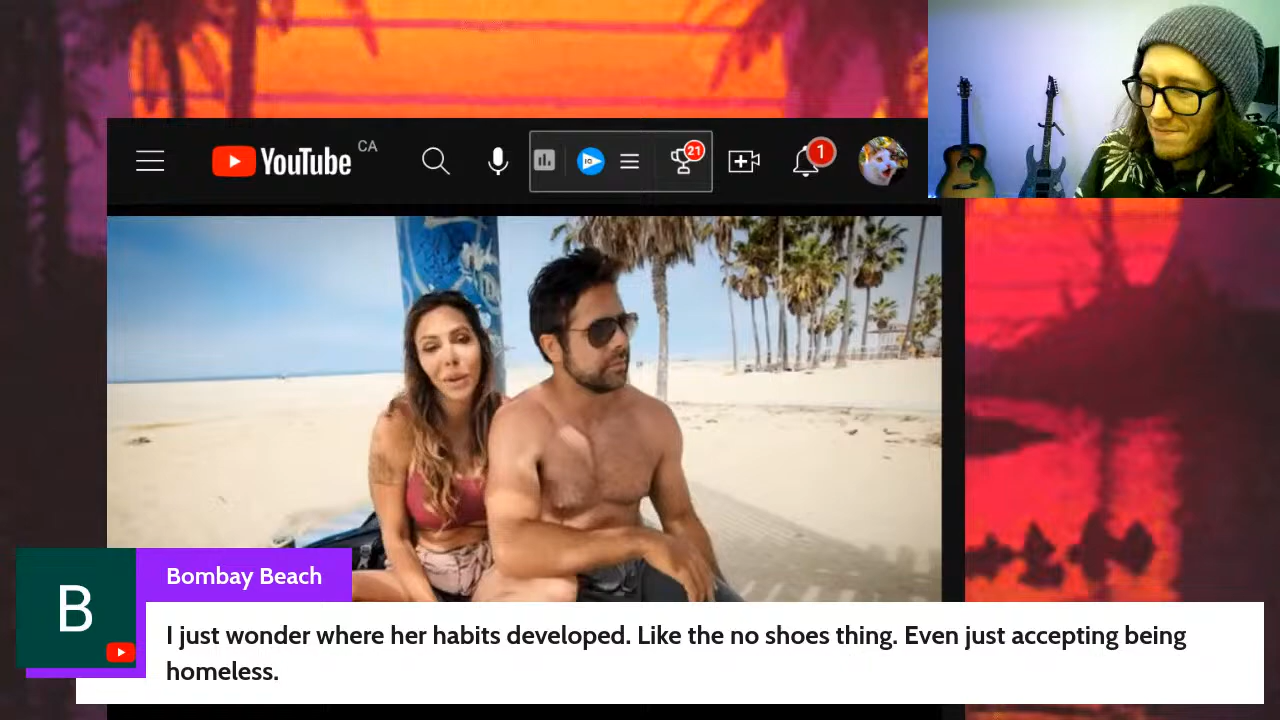 YouTube CA
21
1
B
Bombay Beach
I just wonder where her habits developed. Like the no shoes thing. Even just accepting being
homeless.